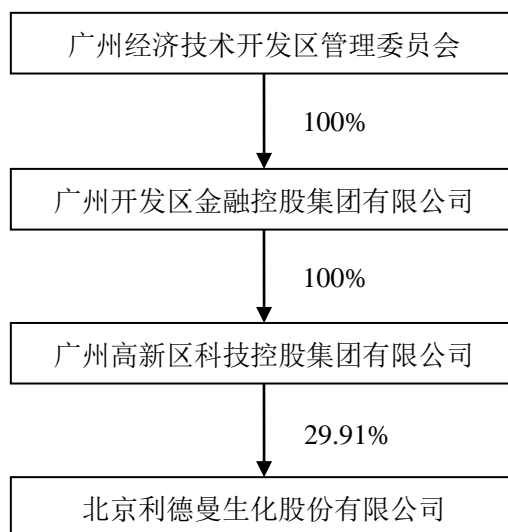 广州经济技术开发区管理委员会
100%
广州开发区金融控股集团有限公司
100%
广州高新区科技控股集团有限公司
29.91%
北京利德曼生化股份有限公司